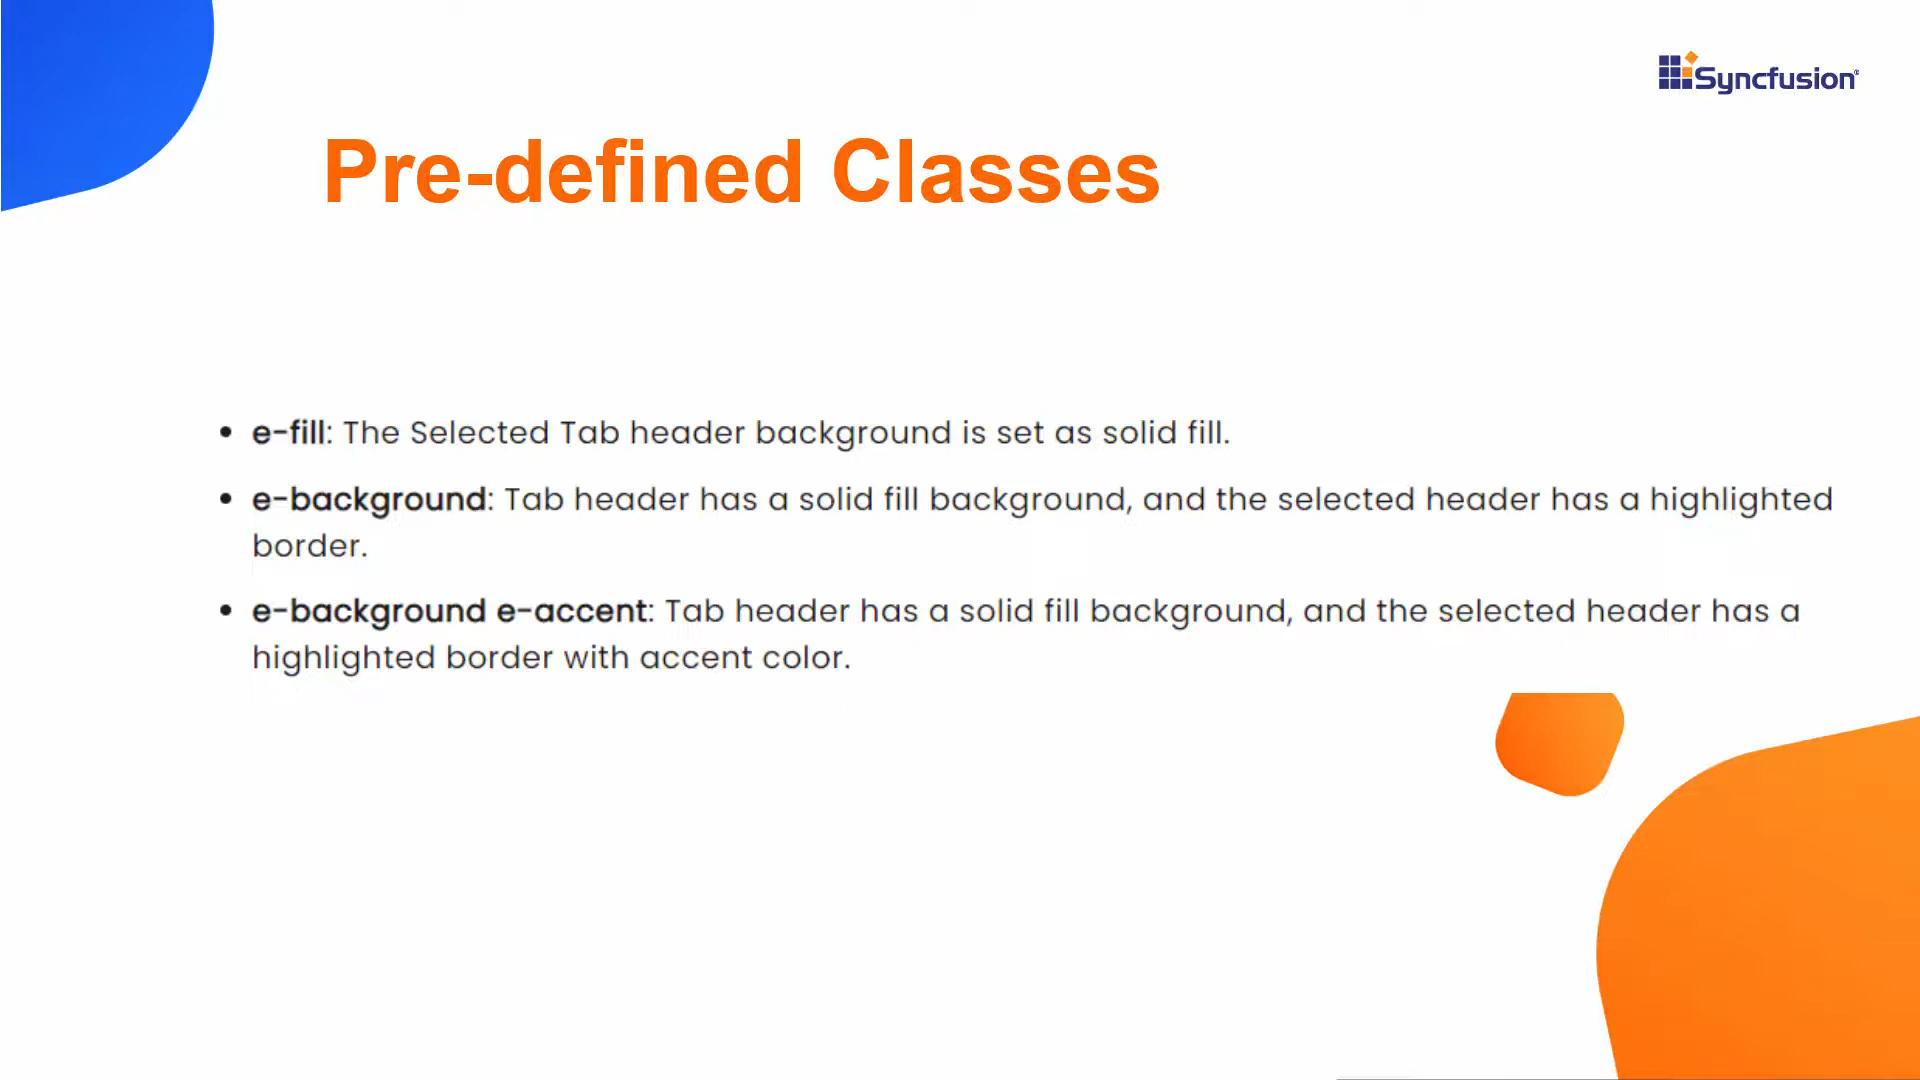 Syncfusion®
Pre-defined Classes
• e-fill: The Selected Tab header background is set as solid fill.
• e-background: Tab header has a solid fill background, and the selected header has a highlighted
border.
• e-background e-accent: Tab header has a solid fill background, and the selected header has a
highlighted border with accent color.